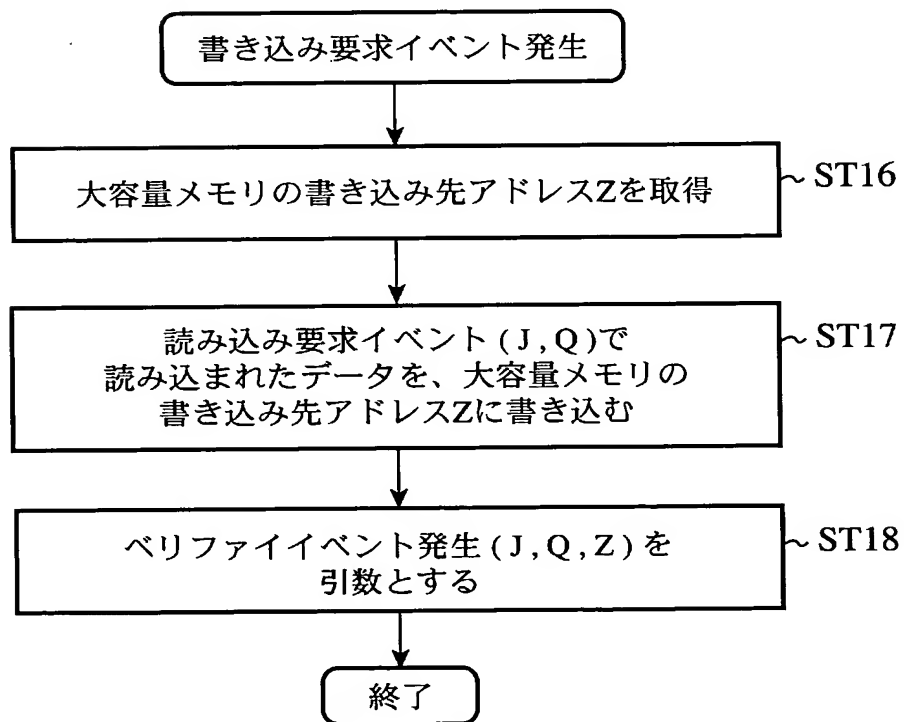 書き込み要求イベント発生
大容量メモリの書き込み先アドレスZを取得
~ ST16
読み込み要求イベント(J,Q)で
読み込まれたデータを、大容量メモリの
書き込み先アドレスZに書き込む
~ ST17
ベリファイイベント発生(J,Q,Z)を
引数とする
~ ST18
終了